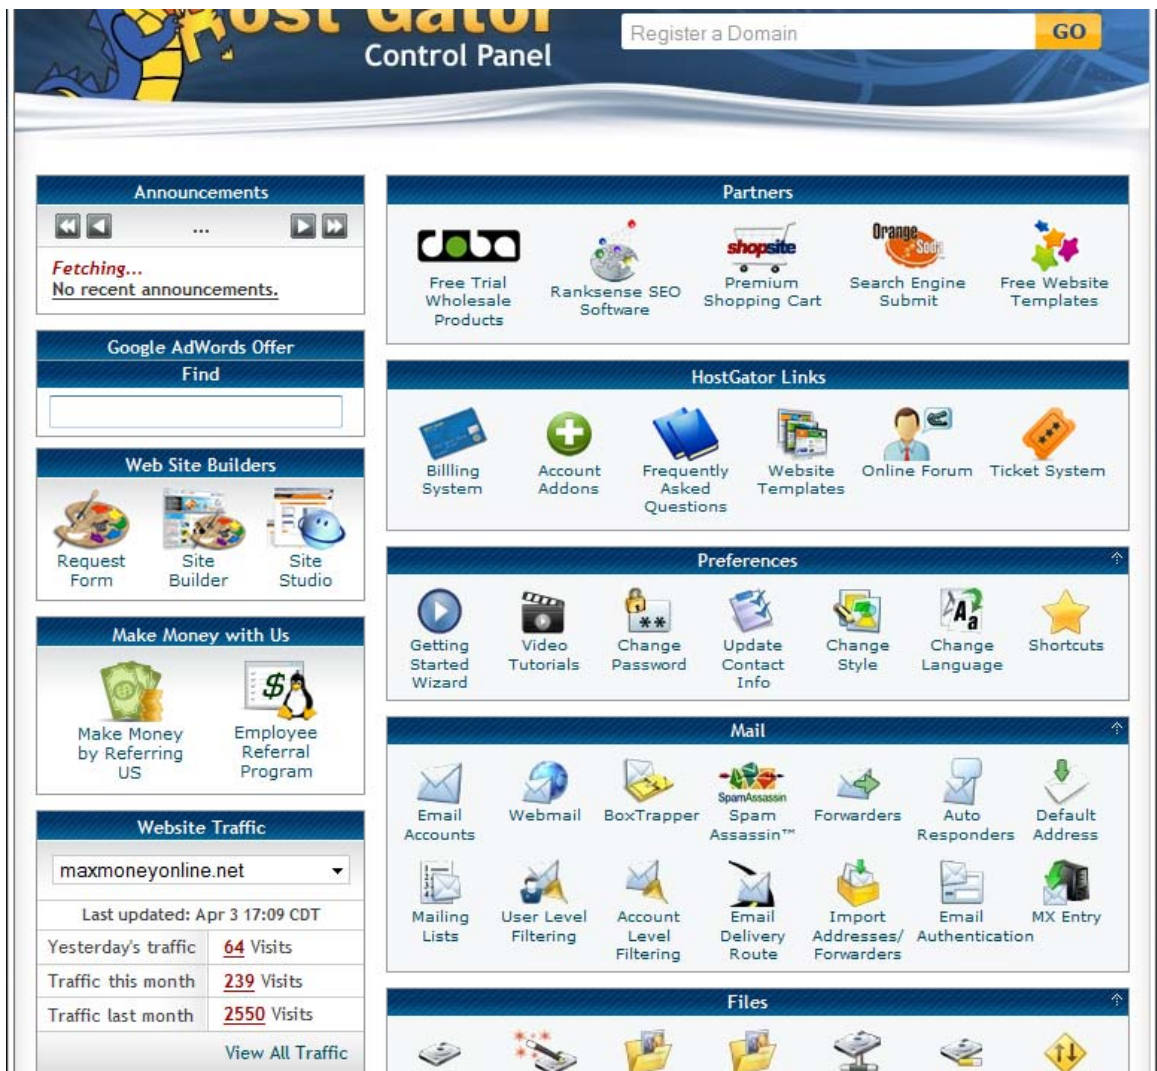 Host Gator
Control Panel
Register a Domain
GO
Announcements
...
Fetching...
No recent announcements.
Google AdWords Offer
Find
Web Site Builders
Request
Form
Site
Builder
Site
Studio
Make Money with Us
Make Money
by Referring
US
Employee
Referral
Program
Website Traffic
maxmoneyonline.net
Last updated: Apr 3 17:09 CDT
Yesterday's traffic 64 Visits
Traffic this month 239 Visits
Traffic last month 2550 Visits
View All Traffic
Partners
doba
Free Trial
Wholesale
Products
Ranksense SEO
Software
shopsite
Premium
Shopping Cart
Orange
Soda
Search Engine
Submit
Free Website
Templates
HostGator Links
Billling
System
Account
Addons
Frequently
Asked
Questions
Website
Templates
Online Forum
Ticket System
Preferences
Getting
Started
Wizard
Video
Tutorials
**
Change
Password
Update
Contact
Info
Change
Style
Aa
Change
Language
Shortcuts
Mail
Email
Accounts
Webmail
BoxTrapper
SpamAssassin
Spam
Assassin™
Forwarders
Auto
Responders
Default
Address
Mailing
Lists
User Level
Filtering
Account
Level
Filtering
Email
Delivery
Route
Import
Addresses/
Forwarders
Email
Authentication
MX Entry
Files